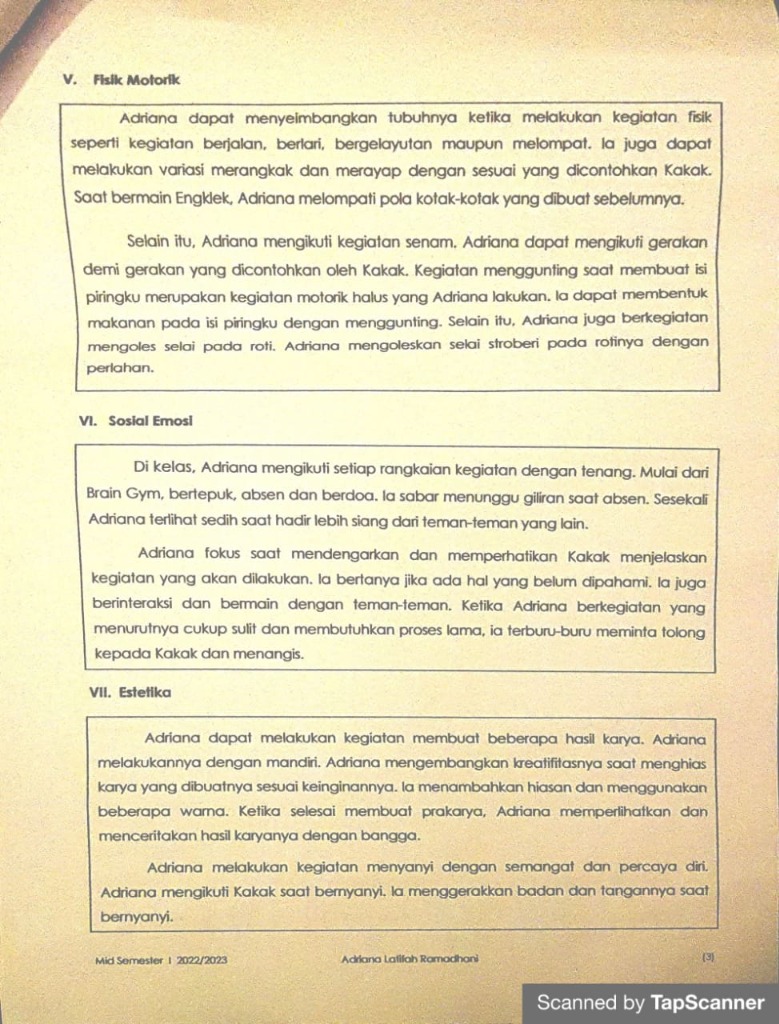 V. Fisik Motorik
Adriana dapat menyeimbangkan tubuhnya ketika melakukan kegiatan fisik
seperti kegiatan berjalan, berlari, bergelayutan maupun melompat. Ia juga dapat
melakukan variasi merangkak dan merayap dengan sesuai yang dicontohkan Kakak.
Saat bermain Engklek, Adriana melompati pola kotak-kotak yang dibuat sebelumnya.
Selain itu, Adriana mengikuti kegiatan senam. Adriana dapat mengikuti gerakan
demi gerakan yang dicontohkan oleh Kakak. Kegiatan menggunting saat membuat isi
piringku merupakan kegiatan motorik halus yang Adriana lakukan. Ia dapat membentuk
makanan pada isi piringku dengan menggunting. Selain itu, Adriana juga berkegiatan
mengoles selai pada roti. Adriana mengoleskan selai stroberi pada rotinya dengan
perlahan.
VI. Sosial Emosi
Di kelas, Adriana mengikuti setiap rangkaian kegiatan dengan tenang. Mulai dari
Brain Gym, bertepuk, absen dan berdoa. Ia sabar menunggu giliran saat absen. Sesekali
Adriana terlihat sedih saat hadir lebih siang dari teman-teman yang lain.
Adriana fokus saat mendengarkan dan memperhatikan Kakak menjelaskan
kegiatan yang akan dilakukan. Ia bertanya jika ada hal yang belum dipahami. Ia juga
berinteraksi dan bermain dengan teman-teman. Ketika Adriana berkegiatan yang
menurutnya cukup sulit dan membutuhkan proses lama, ia terburu-buru meminta tolong
kepada Kakak dan menangis.
VII. Estetika
Adriana dapat melakukan kegiatan membuat beberapa hasil karya. Adriana
melakukannya dengan mandiri. Adriana mengembangkan kreatifitasnya saat menghias
karya yang dibuatnya sesuai keinginannya. Ia menambahkan hiasan dan menggunakan
beberapa warna. Ketika selesai membuat prakarya, Adriana memperlihatkan dan
menceritakan hasil karyanya dengan bangga.
Adriana melakukan kegiatan menyanyi dengan semangat dan percaya diri.
Adriana mengikuti Kakak saat bernyanyi. Ia menggerakkan badan dan tangannya saat
bernyanyi.
Mid Semester I 2022/2023 Adriana Latifah Ramadhani (3)
Scanned by TapScanner